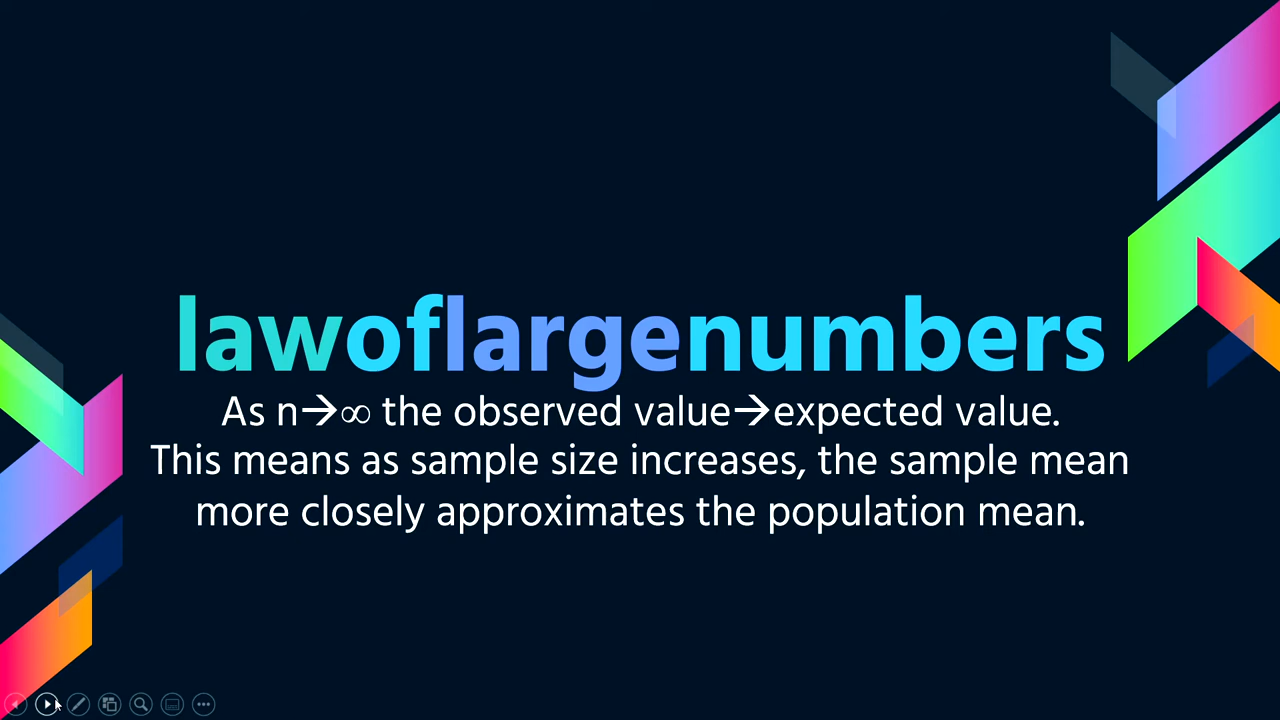 lawoflargenumbers
As n→∞ the observed value→expected value.
This means as sample size increases, the sample mean
more closely approximates the population mean.